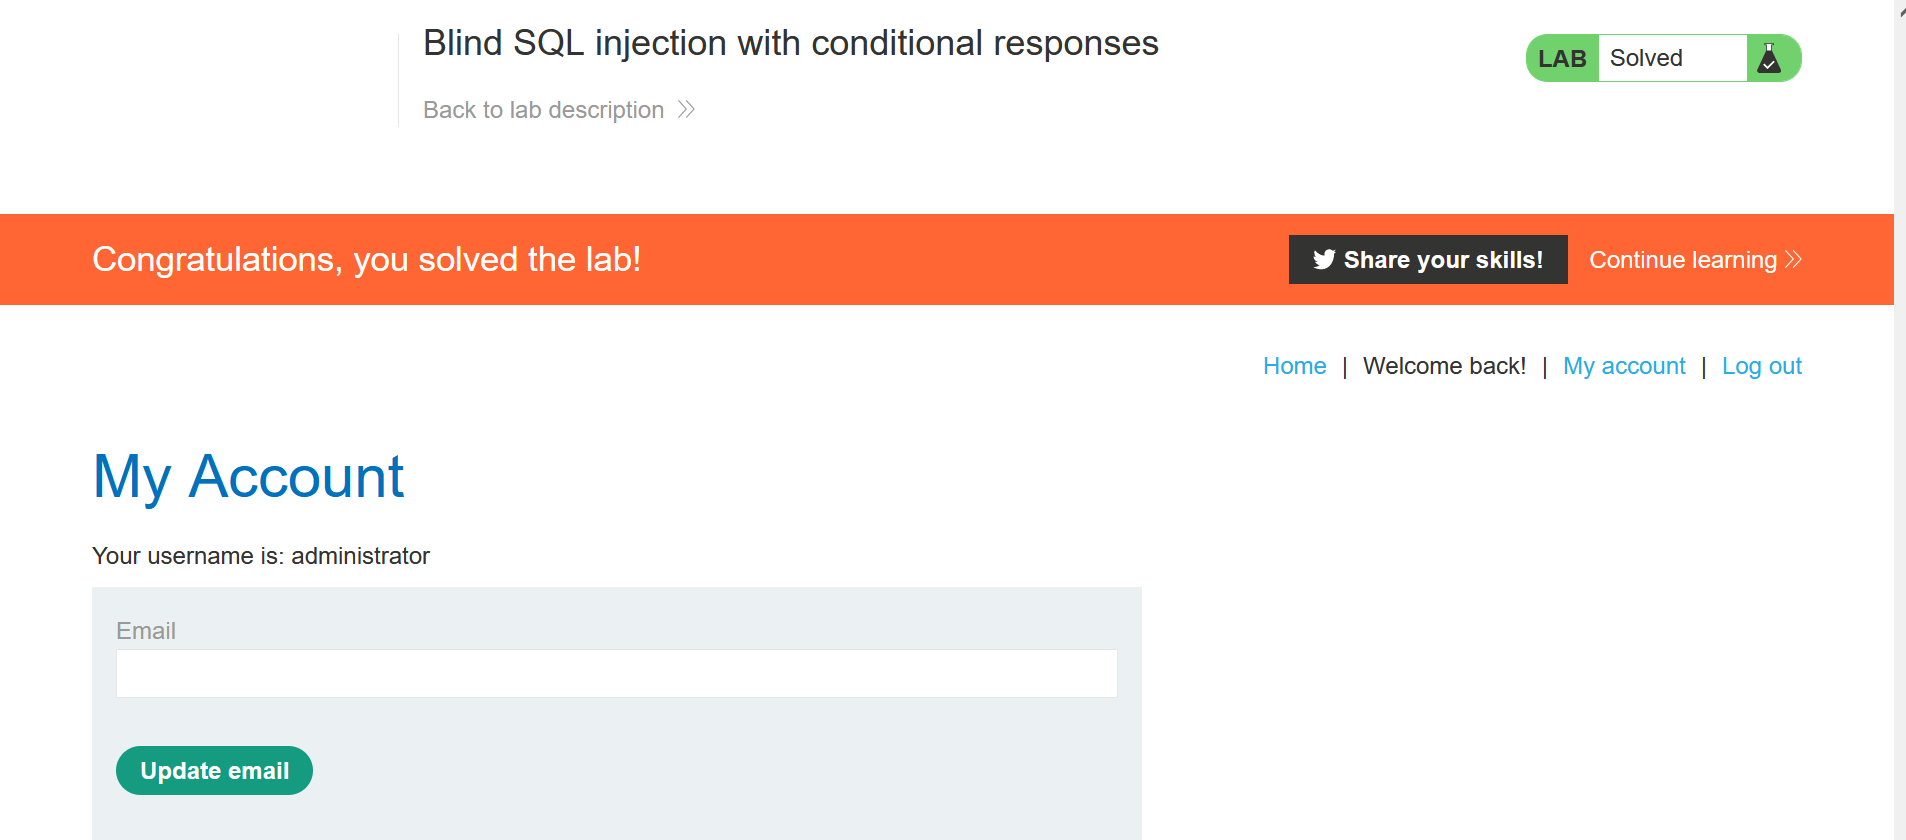 Blind SQL injection with conditional responses
LAB Solved
Back to lab description
Congratulations, you solved the lab!
Share your skills!
Continue learning
Home | Welcome back! | My account | Log out
My Account
Your username is: administrator
Email
Update email